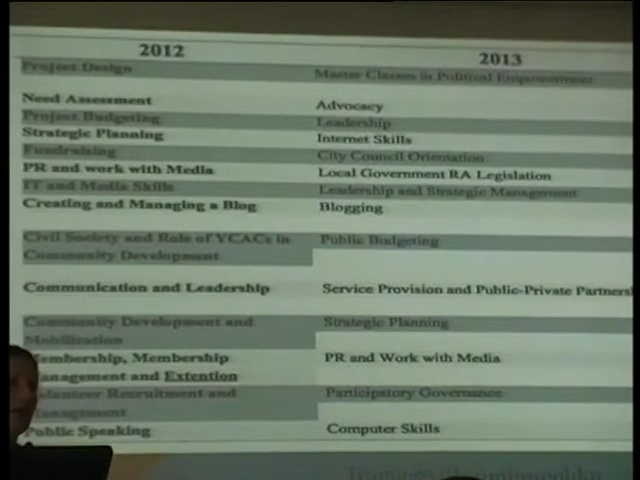 2012 2013
Project Design Master Classes in Political Empowerment
Need Assessment Advocacy
Project Budgeting Leadership
Strategic Planning Internet Skills
Fundraising City Council Orientation
PR and work with Media Local Government RA Legislation
IT and Media Skills Leadership and Strategic Management
Creating and Managing a Blog Blogging
Civil Society and Role of YCACs in Public Budgeting
Community Development
Communication and Leadership Service Provision and Public-Private Partners
Community Development and Strategic Planning
Mobilization
Membership, Membership PR and Work with Media
Management and Extention
Volunteer Recruitment and Participatory Governance
Management
Public Speaking Computer Skills